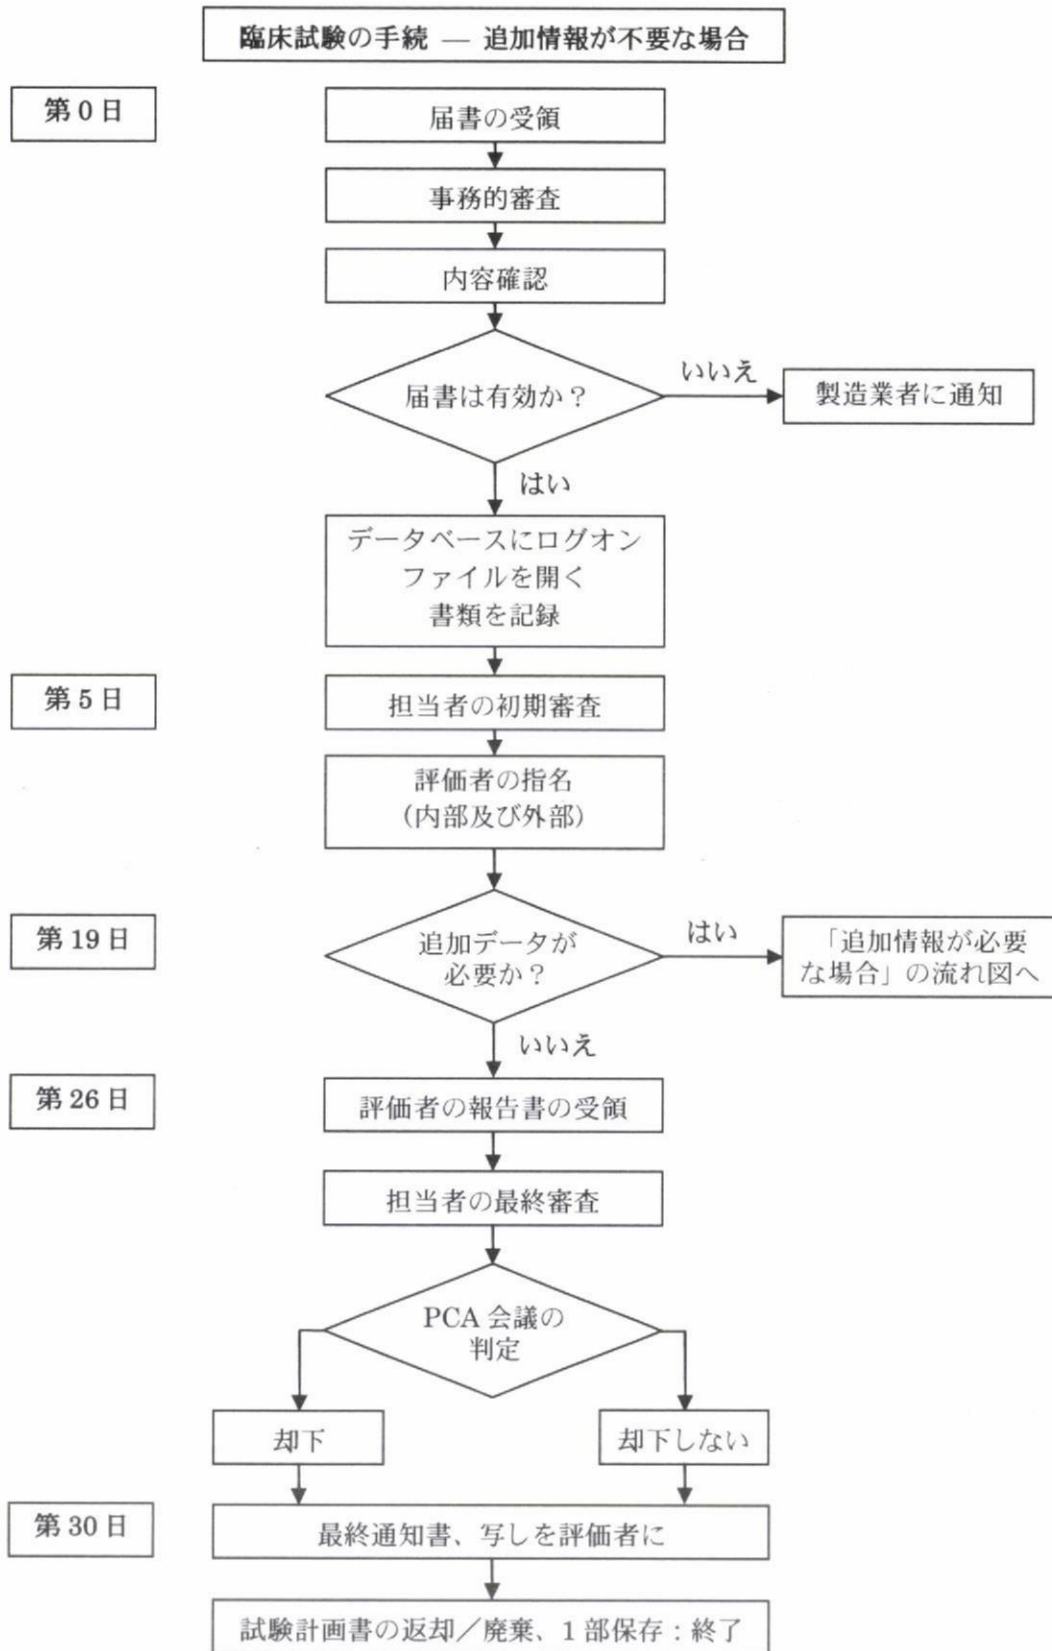 臨床試験の手続 ― 追加情報が不要な場合
第0日
届書の受領
事務的審査
内容確認
届書は有効か？
いいえ
製造業者に通知
はい
データベースにログオン
ファイルを開く
書類を記録
第5日
担当者の初期審査
評価者の指名
(内部及び外部)
第19日
追加データが
必要か？
はい
「追加情報が必要
な場合」の流れ図へ
いいえ
第26日
評価者の報告書の受領
担当者の最終審査
PCA 会議の
判定
却下
却下しない
第30日
最終通知書、写しを評価者に
試験計画書の返却／廃棄、1部保存：終了